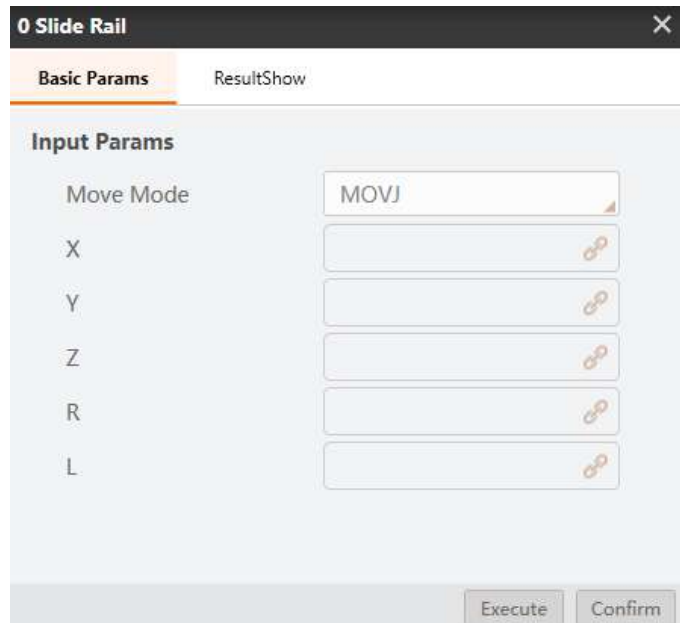 0 Slide Rail
Basic Params ResultShow
Input Params
Move Mode MOVJ
X
Y
Z
R
L
Execute Confirm